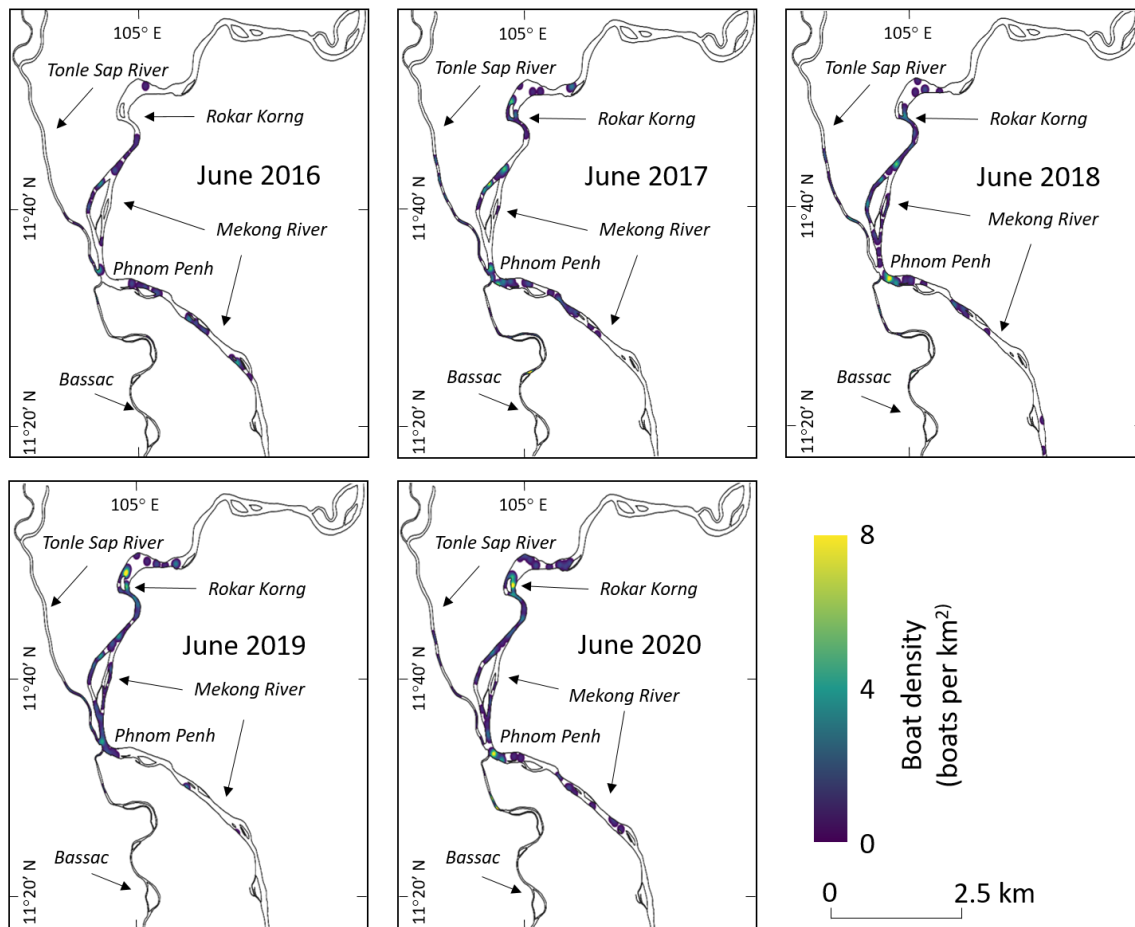 105° E
Tonle Sap River
Rokar Korng
June 2016
11°40′ N
Mekong River
Phnom Penh
Bassac
11°20′ N
105° E
Tonle Sap River
Rokar Korng
June 2017
11°40′ N
Mekong River
Phnom Penh
Bassac
11°20′ N
105° E
Tonle Sap River
Rokar Korng
June 2018
11°40′ N
Mekong River
Phnom Penh
Bassac
11°20′ N
105° E
Tonle Sap River
Rokar Korng
June 2019
11°40′ N
Mekong River
Phnom Penh
Bassac
11°20′ N
105° E
Tonle Sap River
Rokar Korng
June 2020
11°40′ N
Mekong River
Phnom Penh
Bassac
11°20′ N
8
4
0
Boat density
(boats per km²)
0 2.5 km